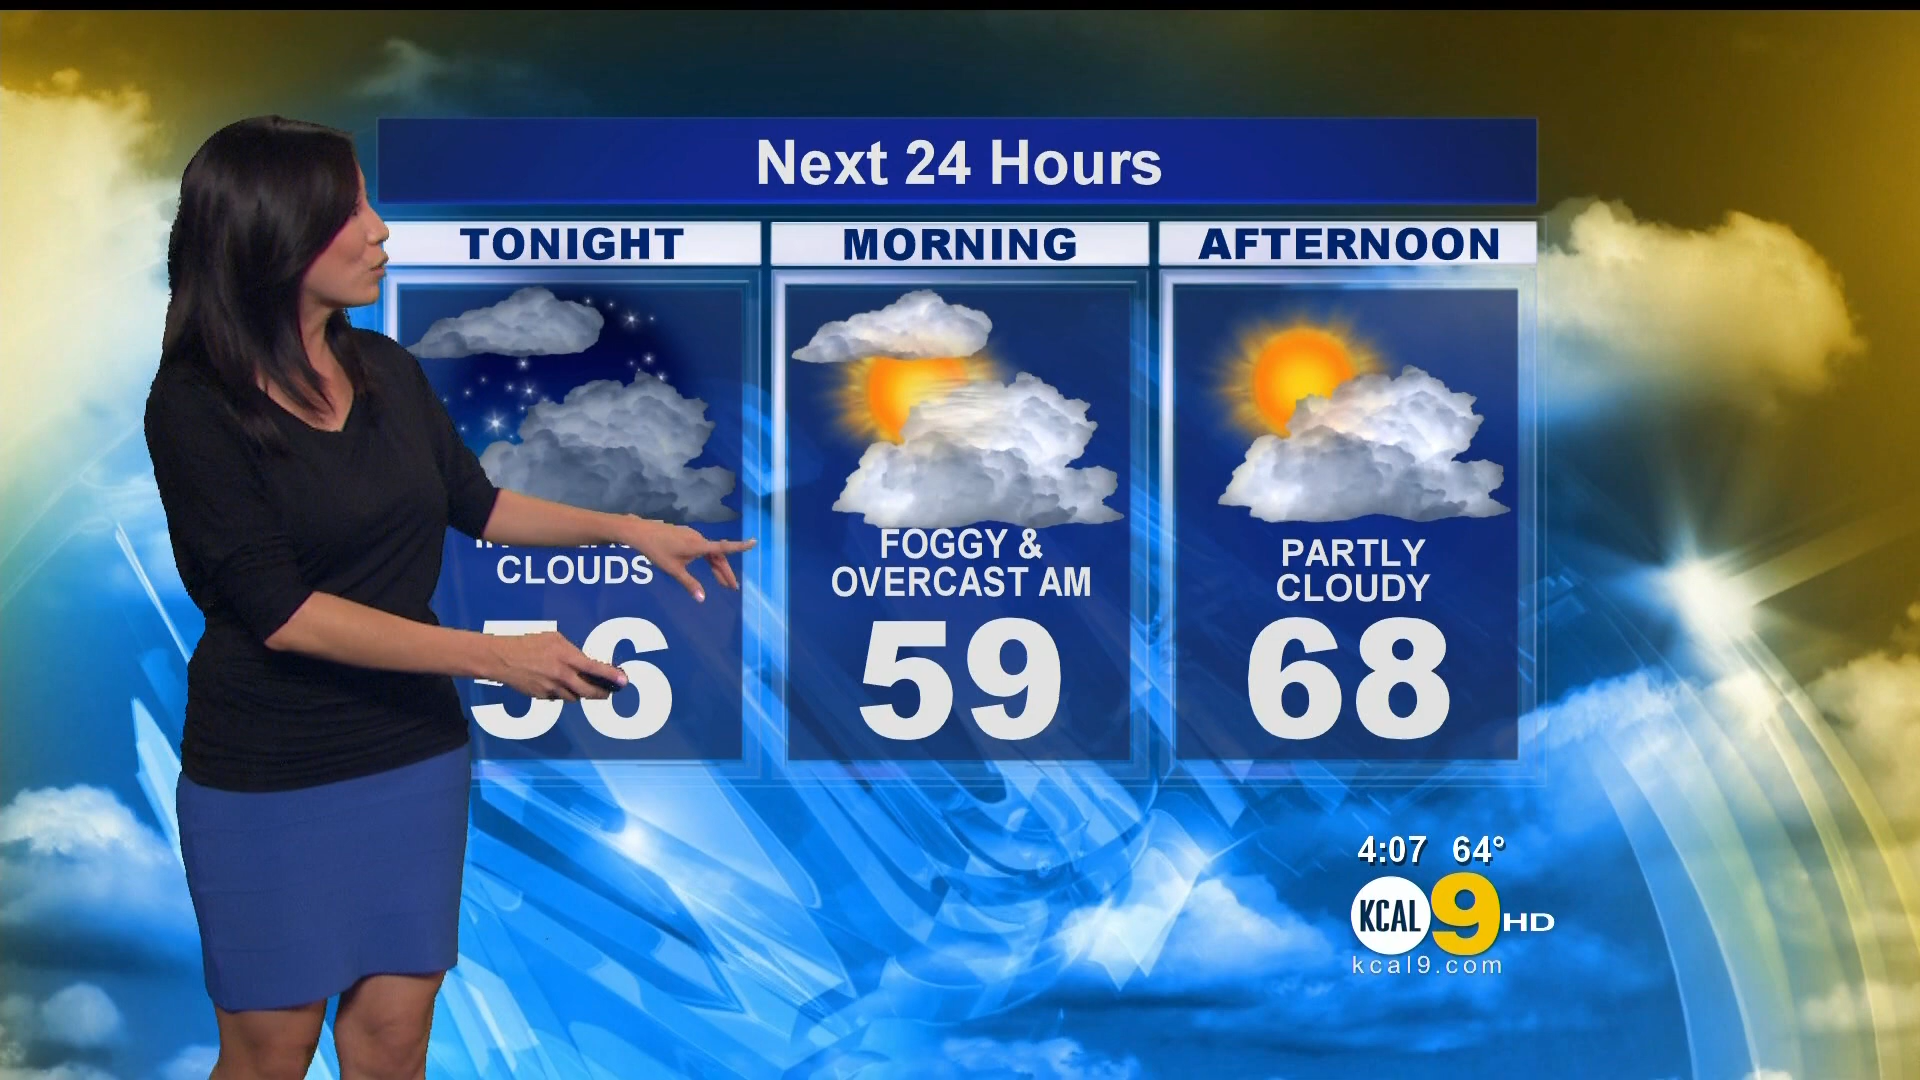 Next 24 Hours
TONIGHT
CLOUDS
56
MORNING
FOGGY &
OVERCAST AM
59
AFTERNOON
PARTLY
CLOUDY
68
4:07 64°
KCAL 9 HD
kcal9.com